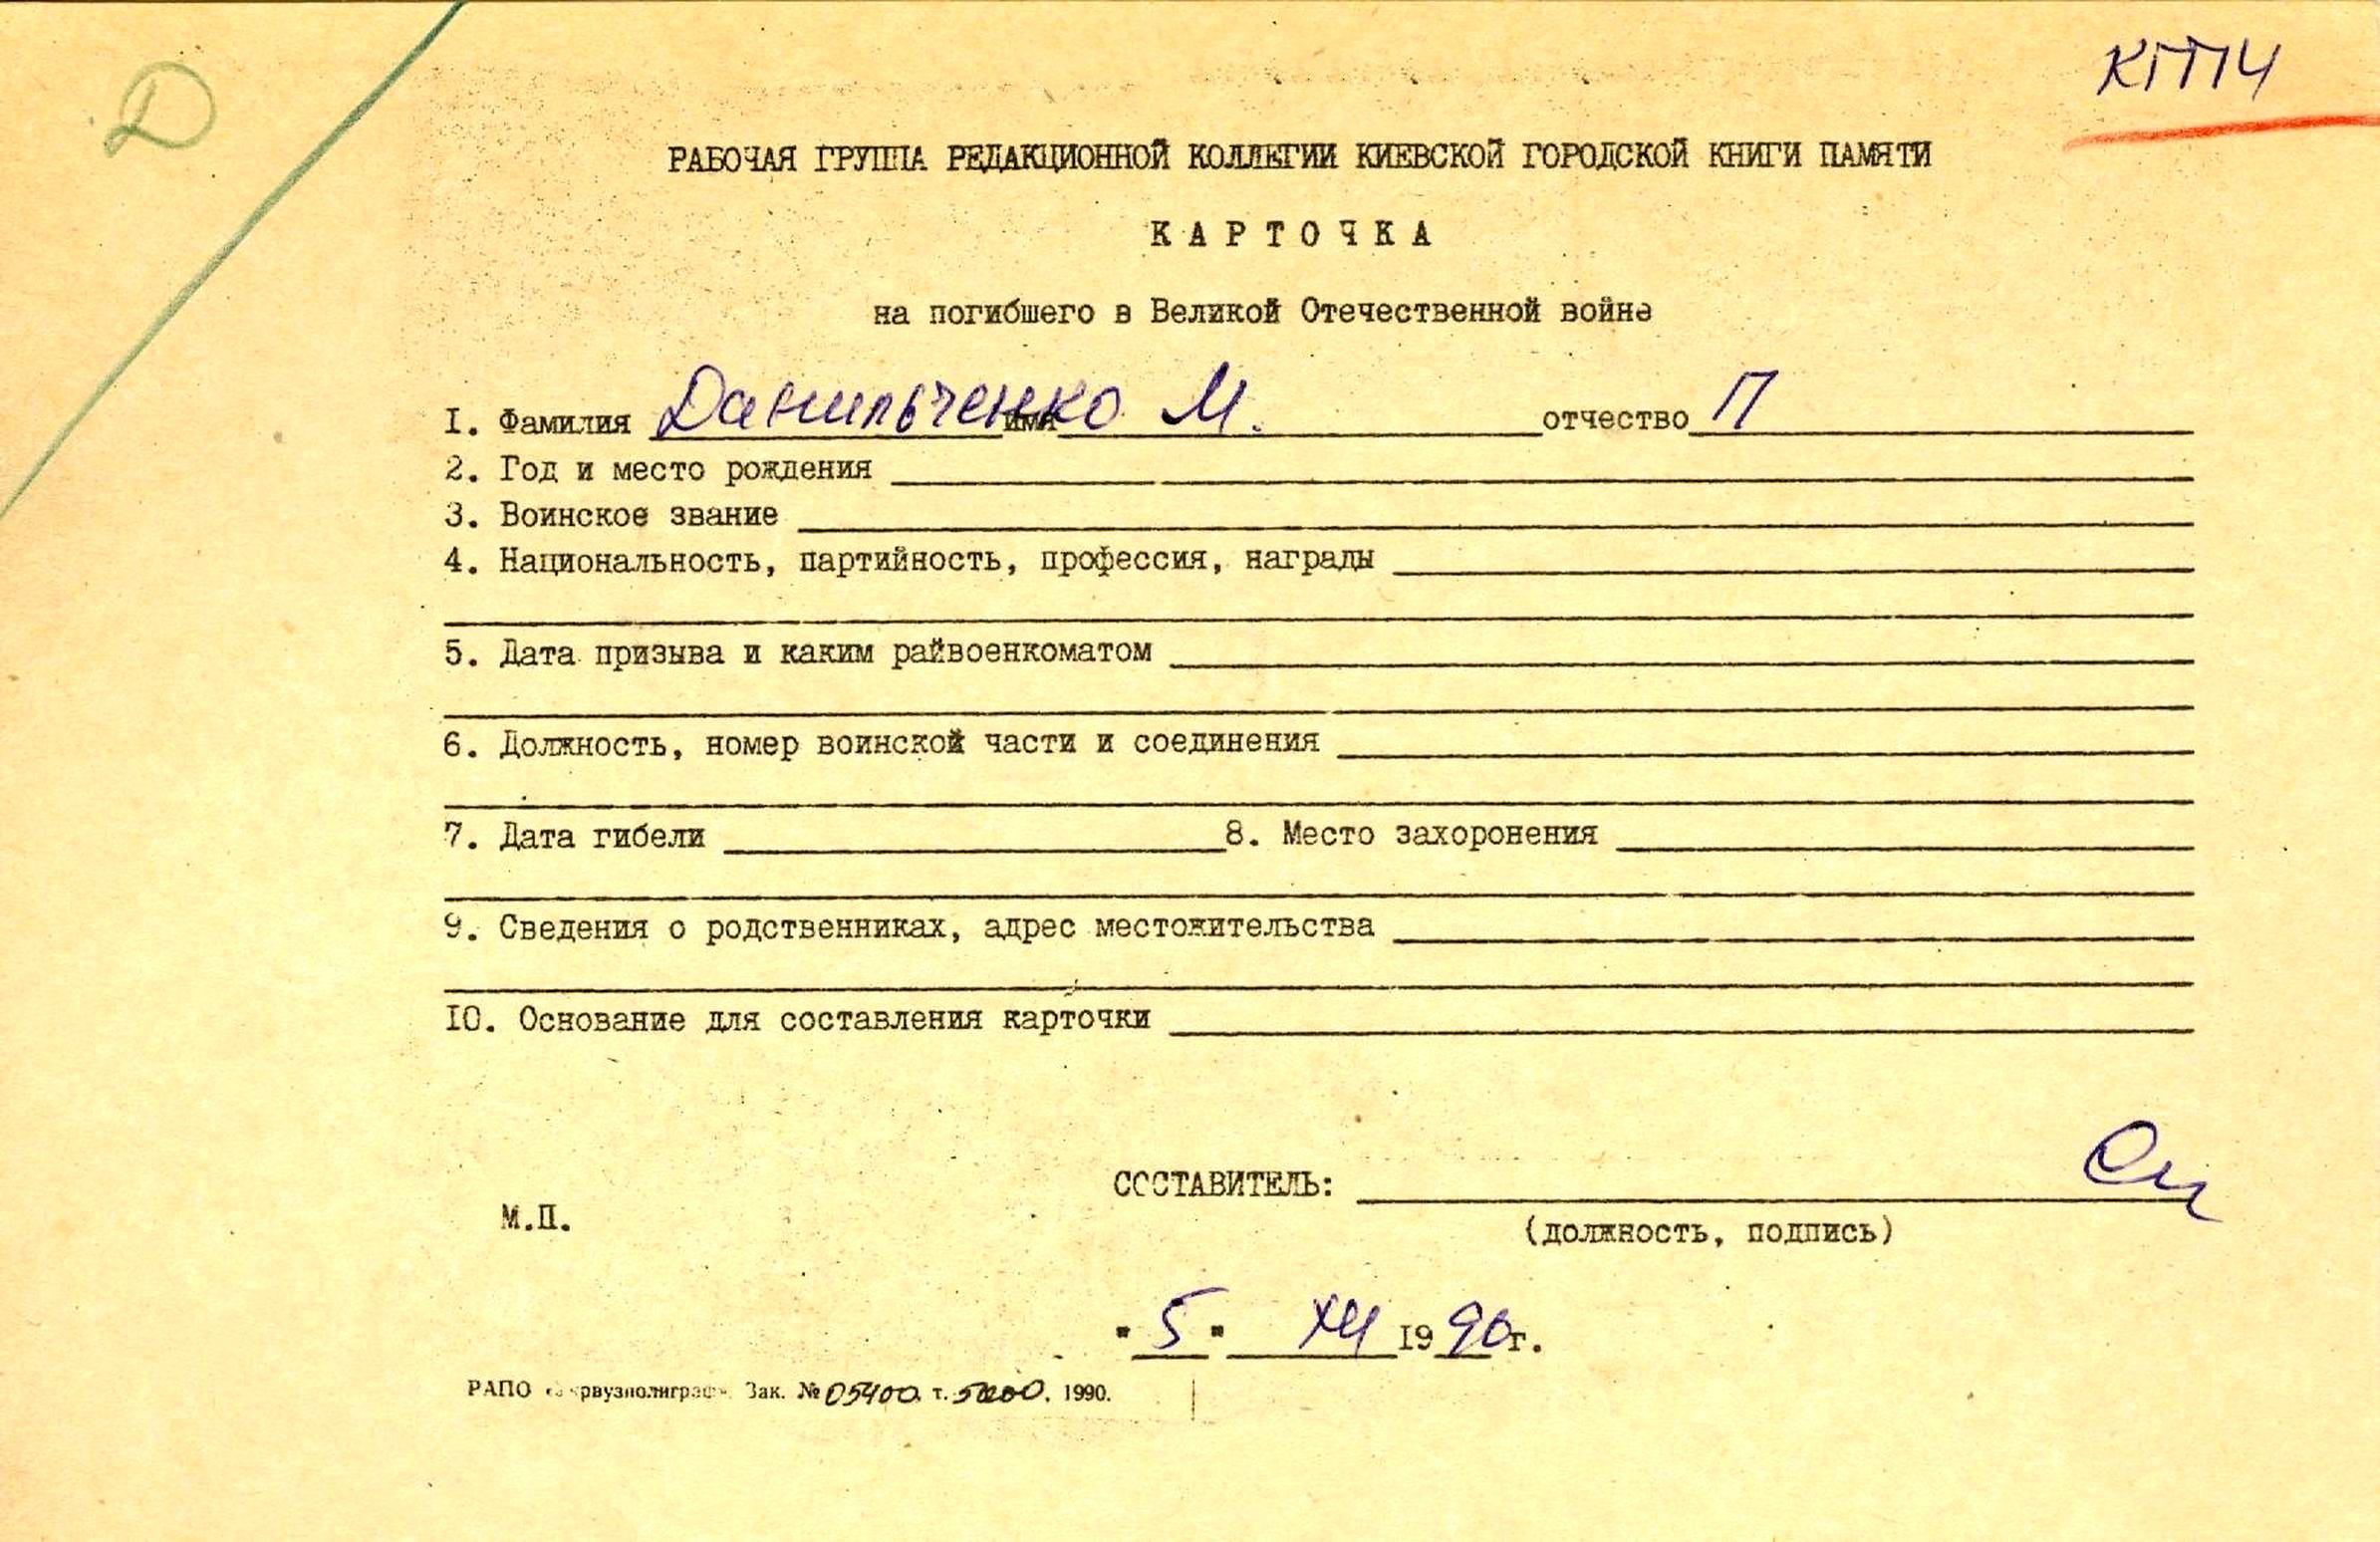 Д
КГПЧ
РАБОЧАЯ ГРУППА РЕДАКЦИОННОЙ КОЛЛЕГИИ КИЕВСКОЙ ГОРОДСКОЙ КНИГИ ПАМЯТИ
КАРТОЧКА
на погибшего в Великой Отечественной войне
I. Фамилия Данильченко имя М. отчество П
2. Год и место рождения
3. Воинское звание
4. Национальность, партийность, профессия, награды
5. Дата призыва и каким райвоенкоматом
6. Должность, номер воинской части и соединения
7. Дата гибели 8. Место захоронения
9. Сведения о родственниках, адрес местожительства
IO. Основание для составления карточки
СОСТАВИТЕЛЬ:
М.П.
(должность, подпись)
"5" XII 1990г.
РАПО «Укрвузполиграф». Зак. № 05400. т. 5000. 1990.